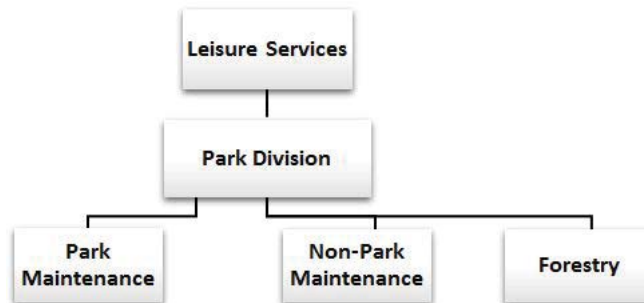 Leisure Services
Park Division
Park
Maintenance
Non-Park
Maintenance
Forestry